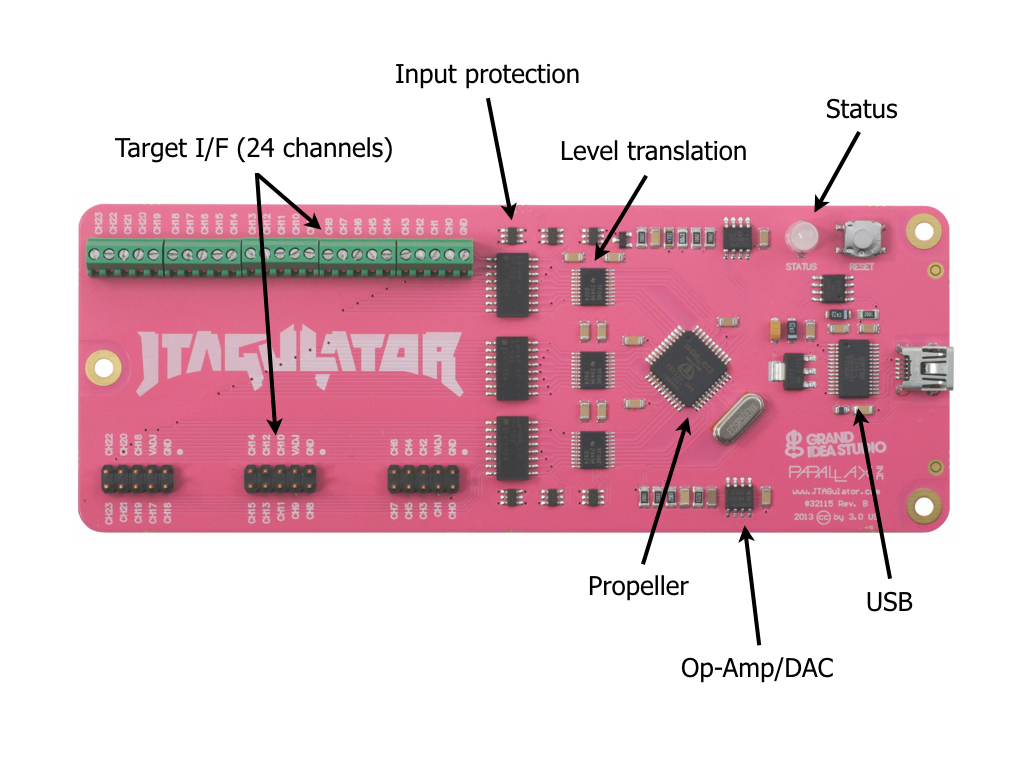 Input protection
Status
Target I/F (24 channels)
Level translation
CH23 CH22 CH21 CH20 CH19 CH18 CH17 CH16 CH15 CH14 CH13 CH12 CH11 CH10 CH8 CH7 CH6 CH5 CH4 CH3 CH2 CH1 CH0 GND
STATUS
RESET
JTAGULATOR
CH22 CH20 CH18 VADJ GND
CH14 CH12 CH10 VADJ GND
CH6 CH4 CH2 VADJ GND
GRAND
IDEA STUDIO
PARALLAX INC
www.JTAGulator.com
#32115 Rev. B
2013 CC by 3.0 US
CH23 CH21 CH19 CH17 CH16
CH15 CH13 CH11 CH9 CH8
CH7 CH5 CH3 CH1 CH0
Propeller
USB
Op-Amp/DAC